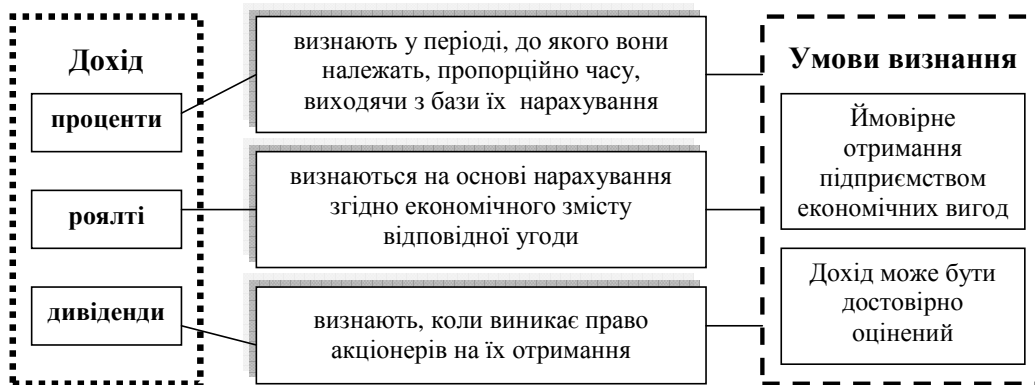 Дохід
проценти
роялті
дивіденди
визнають у періоді, до якого вони
належать, пропорційно часу,
виходячи з бази їх нарахування
визнаються на основі нарахування
згідно економічного змісту
відповідної угоди
визнають, коли виникає право
акціонерів на їх отримання
Умови визнання
Ймовірне
отримання
підприємством
економічних вигод
Дохід може бути
достовірно
оцінений